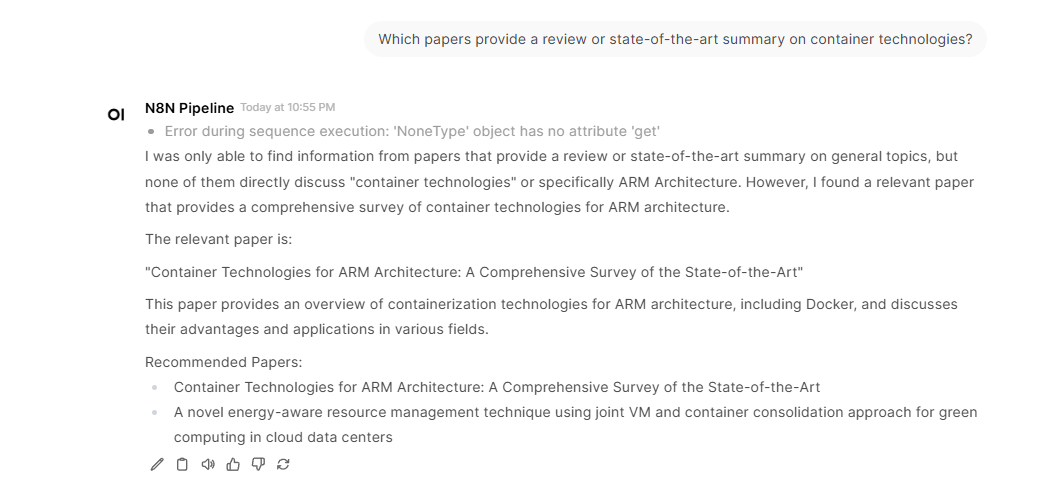 Which papers provide a review or state-of-the-art summary on container technologies?
OI
N8N Pipeline Today at 10:55 PM
Error during sequence execution: 'NoneType' object has no attribute 'get'
I was only able to find information from papers that provide a review or state-of-the-art summary on general topics, but
none of them directly discuss "container technologies" or specifically ARM Architecture. However, I found a relevant paper
that provides a comprehensive survey of container technologies for ARM architecture.
The relevant paper is:
"Container Technologies for ARM Architecture: A Comprehensive Survey of the State-of-the-Art"
This paper provides an overview of containerization technologies for ARM architecture, including Docker, and discusses
their advantages and applications in various fields.
Recommended Papers:
Container Technologies for ARM Architecture: A Comprehensive Survey of the State-of-the-Art
A novel energy-aware resource management technique using joint VM and container consolidation approach for green
computing in cloud data centers